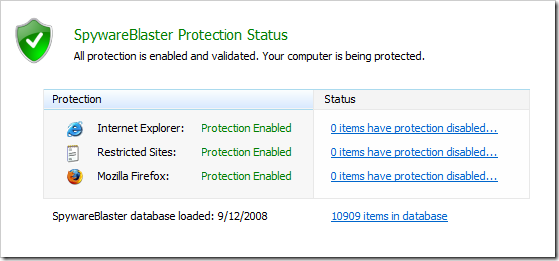 SpywareBlaster Protection Status
All protection is enabled and validated. Your computer is being protected.
Protection Status
Internet Explorer: Protection Enabled 0 items have protection disabled...
Restricted Sites: Protection Enabled 0 items have protection disabled...
Mozilla Firefox: Protection Enabled 0 items have protection disabled...
SpywareBlaster database loaded: 9/12/2008 10909 items in database